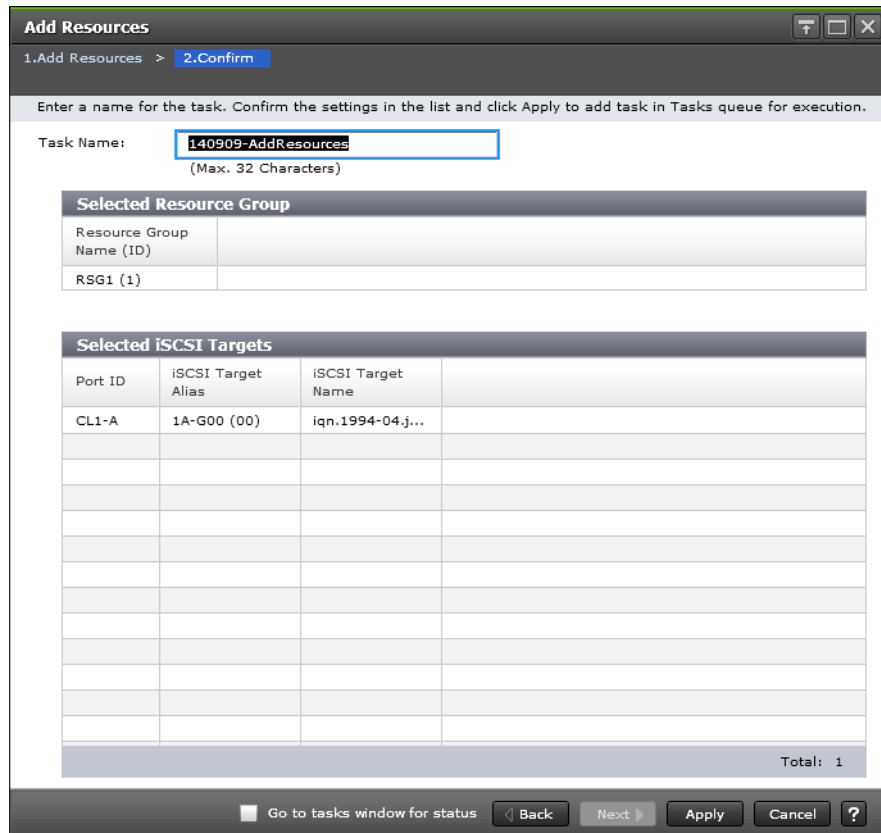 Add Resources
1.Add Resources > 2.Confirm
Enter a name for the task. Confirm the settings in the list and click Apply to add task in Tasks queue for execution.
Task Name: 140909-AddResources
(Max. 32 Characters)
Selected Resource Group
Resource Group
Name (ID)
RSG1 (1)
Selected iSCSI Targets
Port ID iSCSI Target Alias iSCSI Target Name
CL1-A 1A-G00 (00) iqn.1994-04.j...
Total: 1
Go to tasks window for status Back Next Apply Cancel ?